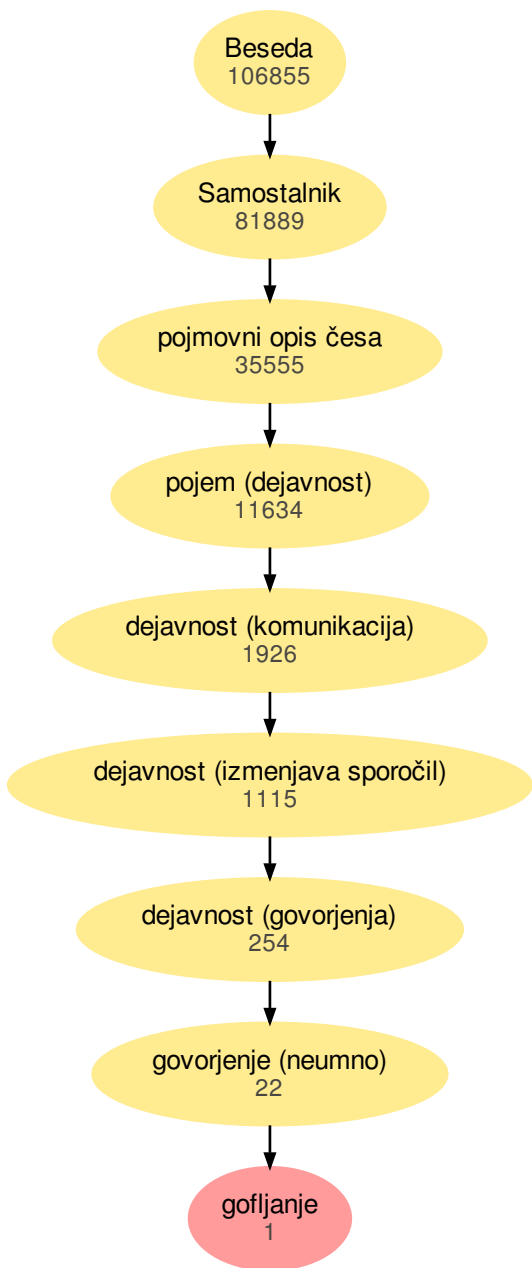 Beseda
106855
Samostalnik
81889
pojmovni opis česa
35555
pojem (dejavnost)
11634
dejavnost (komunikacija)
1926
dejavnost (izmenjava sporočil)
1115
dejavnost (govorjenja)
254
govorjenje (neumno)
22
gofljanje
1